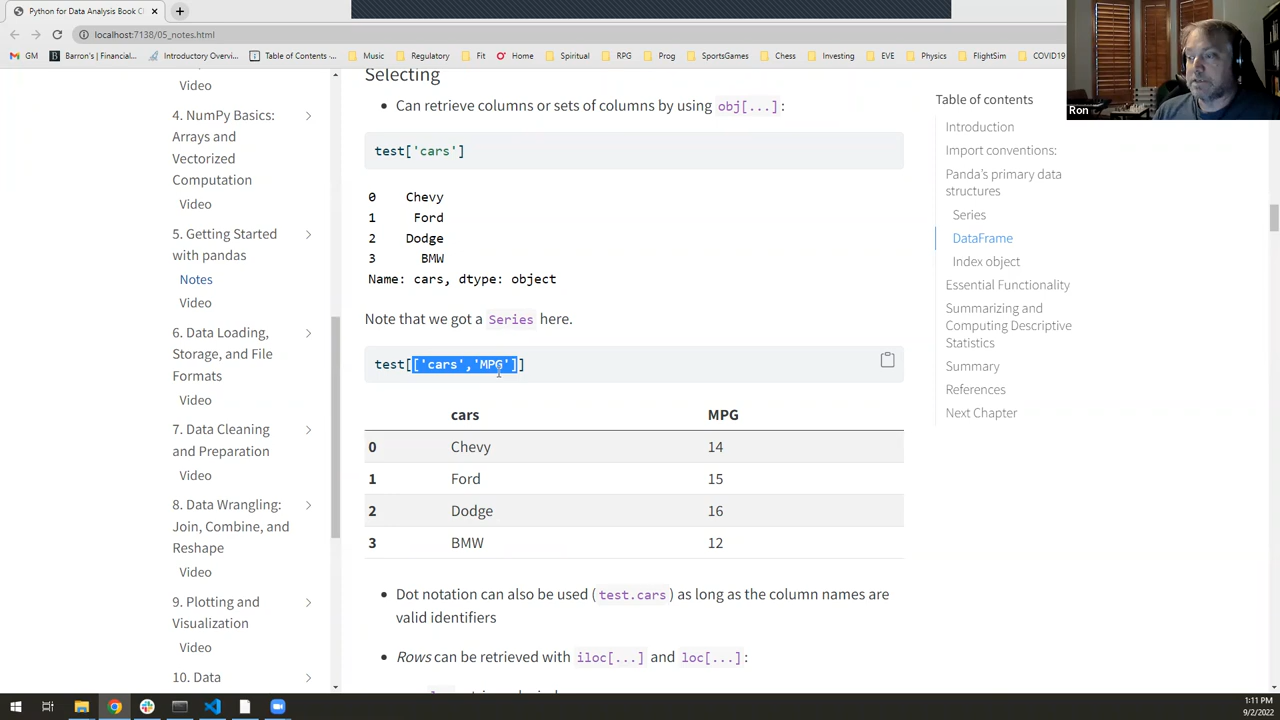 Python for Data Analysis Book Cl
localhost:7138/05_notes.html
GM
Barron's | Financial...
Introductory
Table of Conte
Music
RPG
SportsGames
Chess
EVE
Physics
FlightSim
COVID19
Video
4. NumPy Basics:
Arrays and
Vectorized
Computation
Video
5. Getting Started
with pandas
Notes
Video
6. Data Loading,
Storage, and File
Formats
Video
7. Data Cleaning
and Preparation
Video
8. Data Wrangling:
Join, Combine, and
Reshape
Video
9. Plotting and
Visualization
Video
10. Data
Selecting
Can retrieve columns or sets of columns by using obj[...]:
test['cars']
0 Chevy
1 Ford
2 Dodge
3 BMW
Name: cars, dtype: object
Note that we got a Series here.
test[['cars','MPG']]
cars MPG
0 Chevy 14
1 Ford 15
2 Dodge 16
3 BMW 12
Dot notation can also be used (test.cars) as long as the column names are
valid identifiers
Rows can be retrieved with iloc[...] and loc[...]:
Table of contents
Introduction
Import conventions:
Panda's primary data
structures
Series
DataFrame
Index object
Essential Functionality
Summarizing and
Computing Descriptive
Statistics
Summary
References
Next Chapter
Ron
1:11 PM
9/2/2022